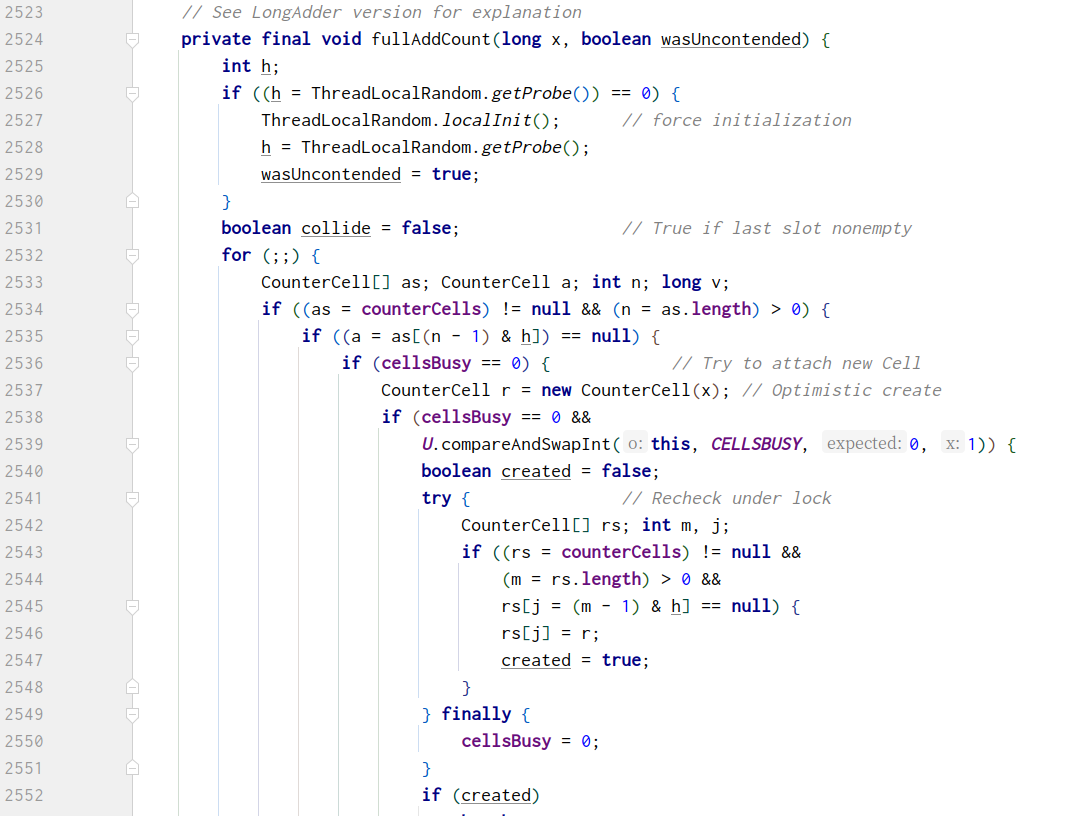 2523 // See LongAdder version for explanation
2524 private final void fullAddCount(long x, boolean wasUncontended) {
2525 int h;
2526 if ((h = ThreadLocalRandom.getProbe()) == 0) {
2527 ThreadLocalRandom.localInit(); // force initialization
2528 h = ThreadLocalRandom.getProbe();
2529 wasUncontended = true;
2530 }
2531 boolean collide = false; // True if last slot nonempty
2532 for (;;) {
2533 CounterCell[] as; CounterCell a; int n; long v;
2534 if ((as = counterCells) != null && (n = as.length) > 0) {
2535 if ((a = as[(n - 1) & h]) == null) {
2536 if (cellsBusy == 0) { // Try to attach new Cell
2537 CounterCell r = new CounterCell(x); // Optimistic create
2538 if (cellsBusy == 0 &&
2539 U.compareAndSwapInt( o: this, CELLSBUSY, expected: 0, x: 1)) {
2540 boolean created = false;
2541 try { // Recheck under lock
2542 CounterCell[] rs; int m, j;
2543 if ((rs = counterCells) != null &&
2544 (m = rs.length) > 0 &&
2545 rs[j = (m - 1) & h] == null) {
2546 rs[j] = r;
2547 created = true;
2548 }
2549 } finally {
2550 cellsBusy = 0;
2551 }
2552 if (created)